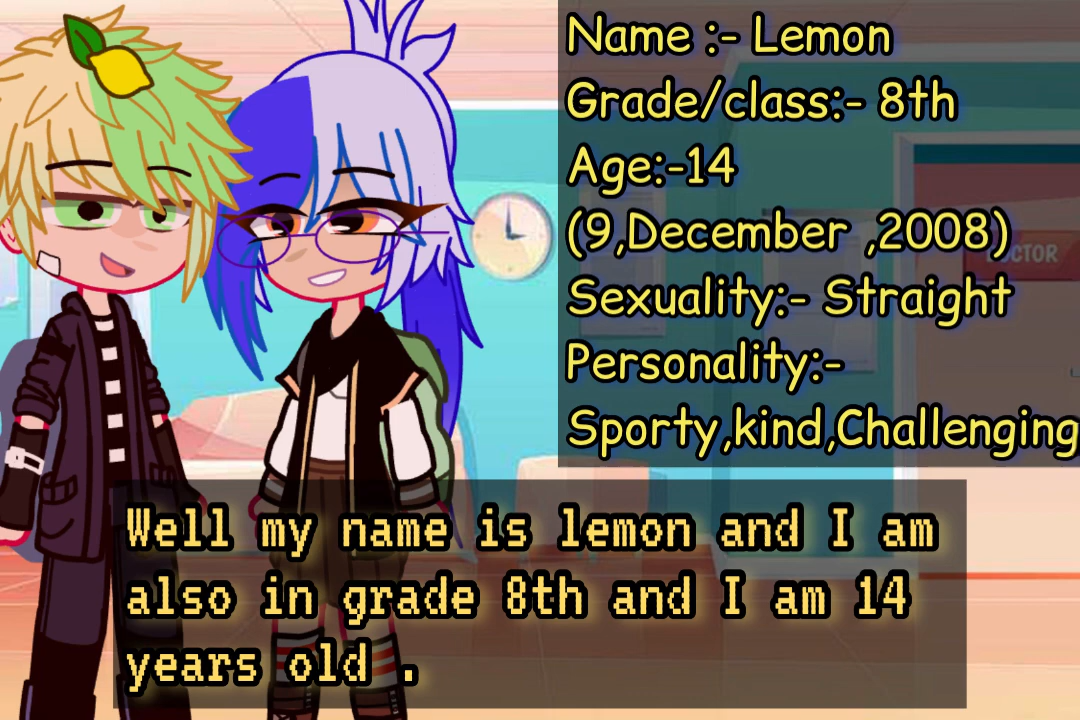 Name :- Lemon
Grade/class:- 8th
Age:-14
(9,December ,2008)
Sexuality:- Straight
Personality:-
Sporty,kind,Challenging
DOCTOR
Well my name is lemon and I am
also in grade 8th and I am 14
years old .